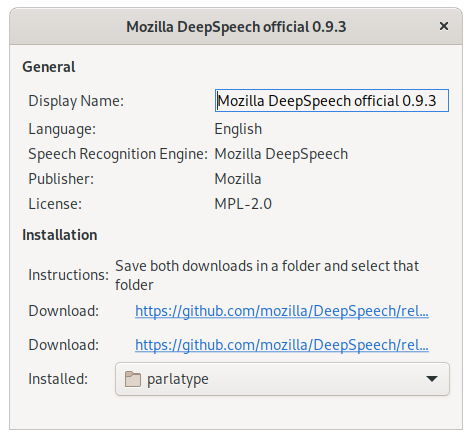 Mozilla DeepSpeech official 0.9.3
General
Display Name: Mozilla DeepSpeech official 0.9.3
Language: English
Speech Recognition Engine: Mozilla DeepSpeech
Publisher: Mozilla
License: MPL-2.0
Installation
Instructions: Save both downloads in a folder and select that
folder
Download: https://github.com/mozilla/DeepSpeech/rel...
Download: https://github.com/mozilla/DeepSpeech/rel...
Installed: parlatype